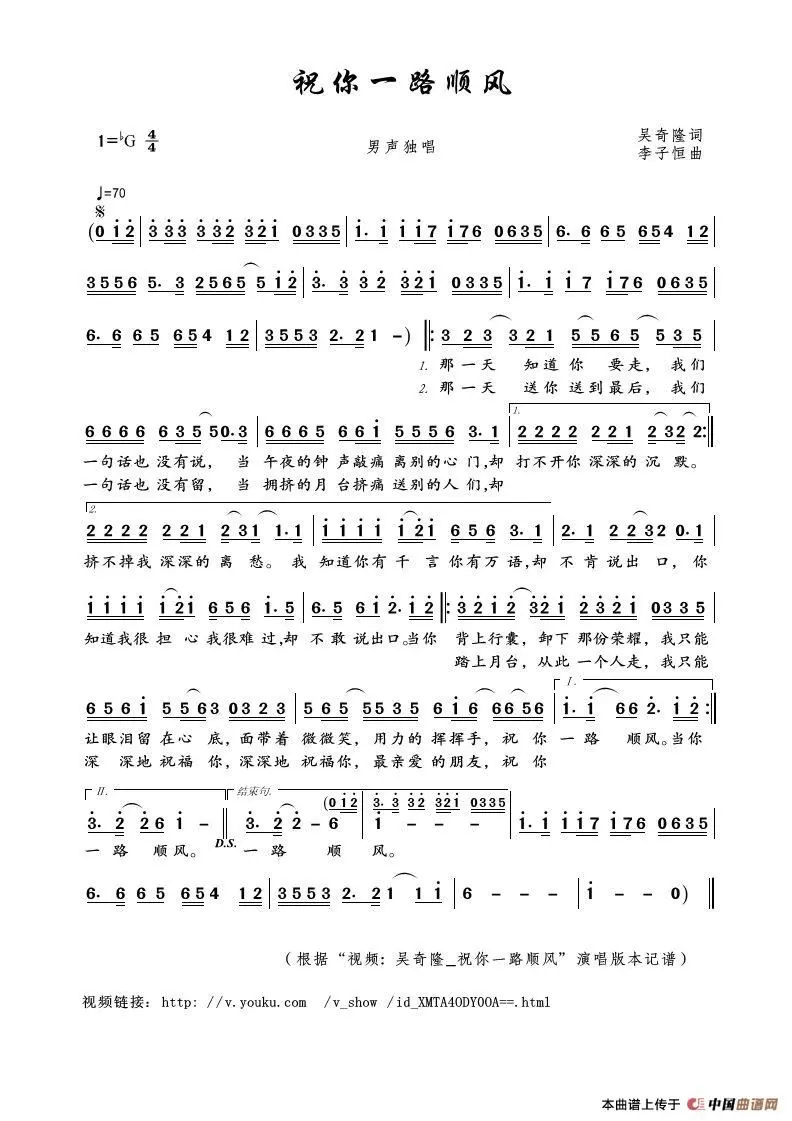 祝你一路顺风
1=♭G 4/4
男声独唱
吴奇隆词
李子恒曲
♩=70
(0 1 2 | 3 3 3 3 3 2 3 2 1 0 3 3 5 | 1. 1 1 1 7 1 7 6 0 6 3 5 | 6. 6 6 5 6 5 4 1 2 |
3 5 5 6 5. 3 2 5 6 5 5 1 2 | 3. 3 3 2 3 2 1 0 3 3 5 | 1. 1 1 7 1 7 6 0 6 3 5 |
6. 6 6 5 6 5 4 1 2 | 3 5 5 3 2. 2 1 -) |: 3 2 3 3 2 1 5 5 6 5 5 3 5 |
1. 那一天 知道你 要走，我们
2. 那一天 送你送到最后，我们
1.
6 6 6 6 6 3 5 5 0. 3 | 6 6 6 5 6 6 1 5 5 5 6 3. 1 | 2 2 2 2 2 2 1 2 3 2 2 :|
一句话也没有说， 当 午夜的钟声敲痛离别的心门,却 打不开你深深的沉 默。
一句话也没有留， 当 拥挤的月台挤痛送别的人们,却
2.
2 2 2 2 2 2 1 2 3 1 1. 1 | 1 1 1 1 1 2 1 6 5 6 3. 1 | 2. 1 2 2 3 2 0. 1 |
挤不掉我深深的离 愁。 我 知道你有千 言你有万语,却 不肯说出 口，你
1 1 1 1 1 2 1 6 5 6 1. 5 | 6. 5 6 1 2. 1 2 |: 3 2 1 2 3 2 1 2 3 2 1 0 3 3 5 |
知道我很担 心我很难过,却 不敢说出口。当你 背上行囊，卸下那份荣耀，我只能
踏上月台，从此一个人走，我只能
I.
6 5 6 1 5 5 6 3 0 3 2 3 | 5 6 5 5 5 3 5 6 1 6 6 5 6 | 1. 1 6 6 2. 1 2 :|
让眼泪留在心 底，面带着 微微笑，用力的挥挥手，祝 你 一 路 顺风。当你
深 深地祝福 你，深深地 祝福你，最亲爱的朋友，祝 你
II.
结束句.
(0 1 2 3. 3 3 2 3 2 1 0 3 3 5
3. 2 2 6 1 - || 3. 2 2 - 6 | 1 - - - | 1. 1 1 1 7 1 7 6 0 6 3 5 |
一 路 顺风。 D.S. 一 路 顺 风。
6. 6 6 5 6 5 4 1 2 | 3 5 5 3 2. 2 1 1 1 | 6 - - - | 1 - - 0) ||
（根据“视频：吴奇隆_祝你一路顺风”演唱版本记谱）
视频链接：http: //v.youku.com /v_show /id_XMTA4ODY0OA==.html
本曲谱上传于 中国曲谱网